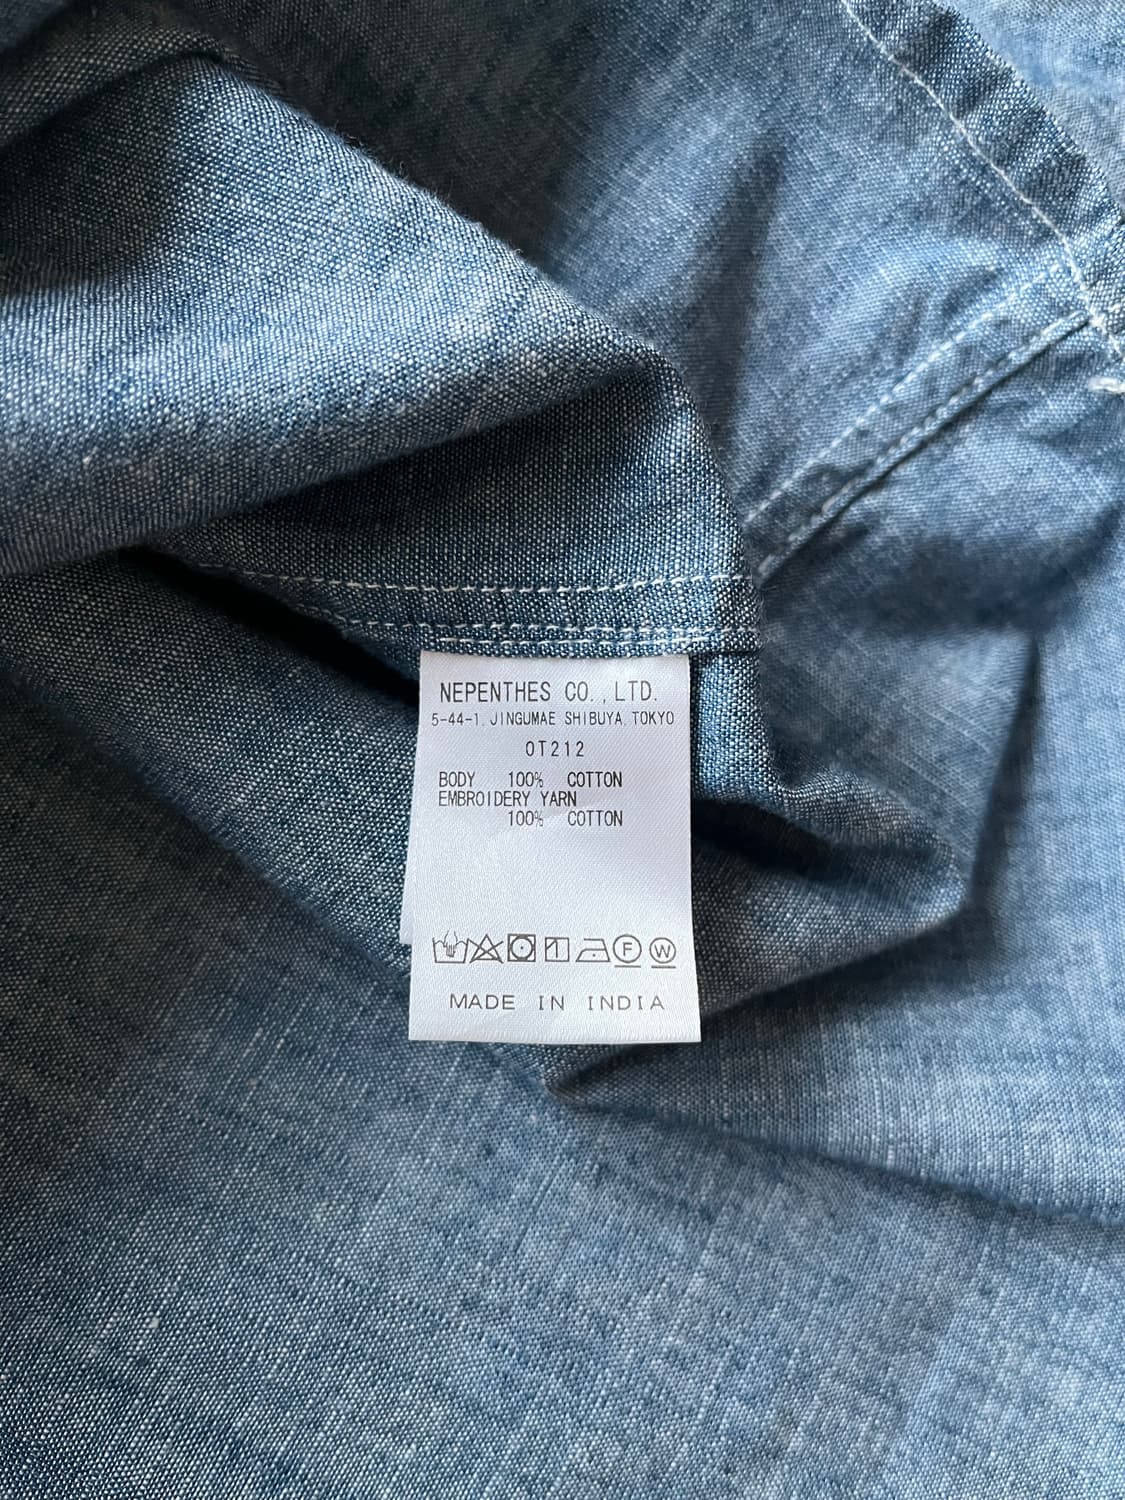 NEPENTHES CO.,LTD.
5-44-1, JINGUMAE SHIBUYA, TOKYO
OT212
BODY 100% COTTON
EMBROIDERY YARN
100% COTTON
F W
MADE IN INDIA